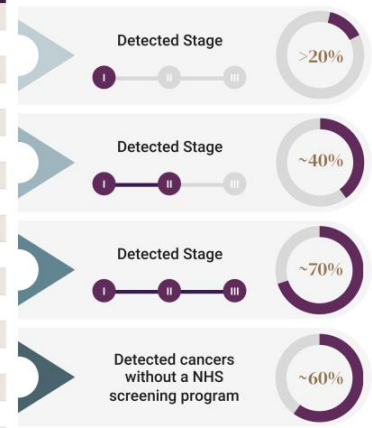 Detected Stage
I II III
>20%
Detected Stage
I II III
~40%
Detected Stage
I II III
~70%
Detected cancers
without a NHS
screening program
~60%